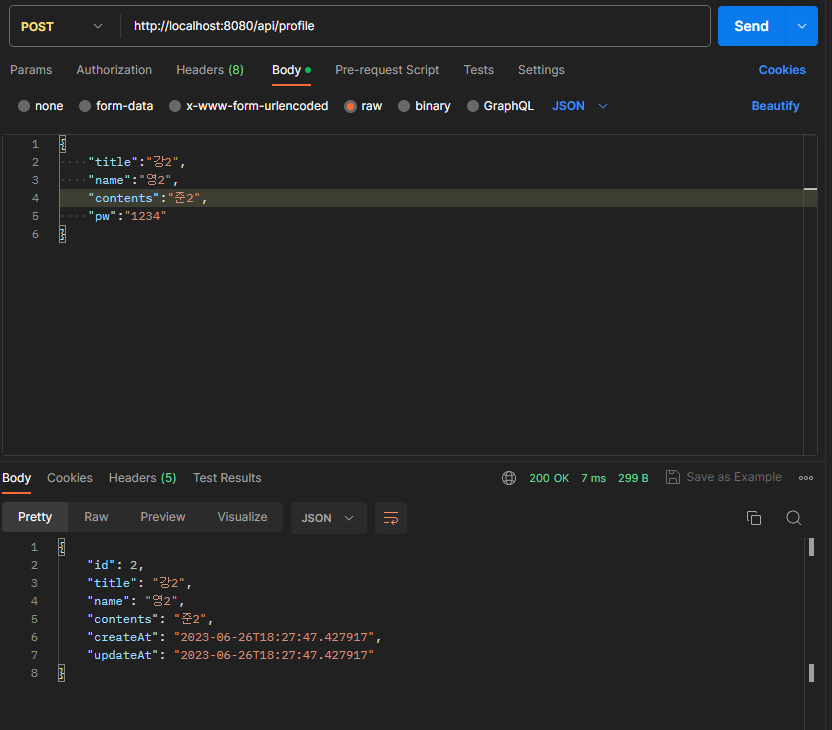 POST http://localhost:8080/api/profile Send
Params Authorization Headers (8) Body Pre-request Script Tests Settings Cookies
none form-data x-www-form-urlencoded raw binary GraphQL JSON Beautify
1 {
2 "title":"강2",
3 "name":"영2",
4 "contents":"준2",
5 "pw":"1234"
6 }
Body Cookies Headers (5) Test Results 200 OK 7 ms 299 B Save as Example
Pretty Raw Preview Visualize JSON
1 {
2 "id": 2,
3 "title": "강2",
4 "name": "영2",
5 "contents": "준2",
6 "createAt": "2023-06-26T18:27:47.427917",
7 "updateAt": "2023-06-26T18:27:47.427917"
8 }